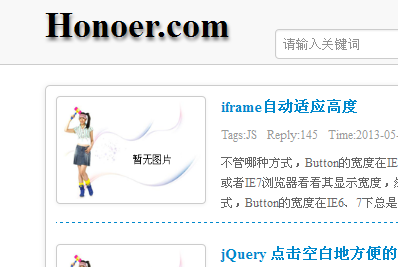 Honoer.com
请输入关键词
iframe自动适应高度
Tags:JS Reply:145 Time:2013-05-
暂无图片
不管哪种方式，Button的宽度在IE
或者IE7浏览器看看其显示宽度，
式，Button的宽度在IE6、7下总是
jQuery 点击空白地方便的